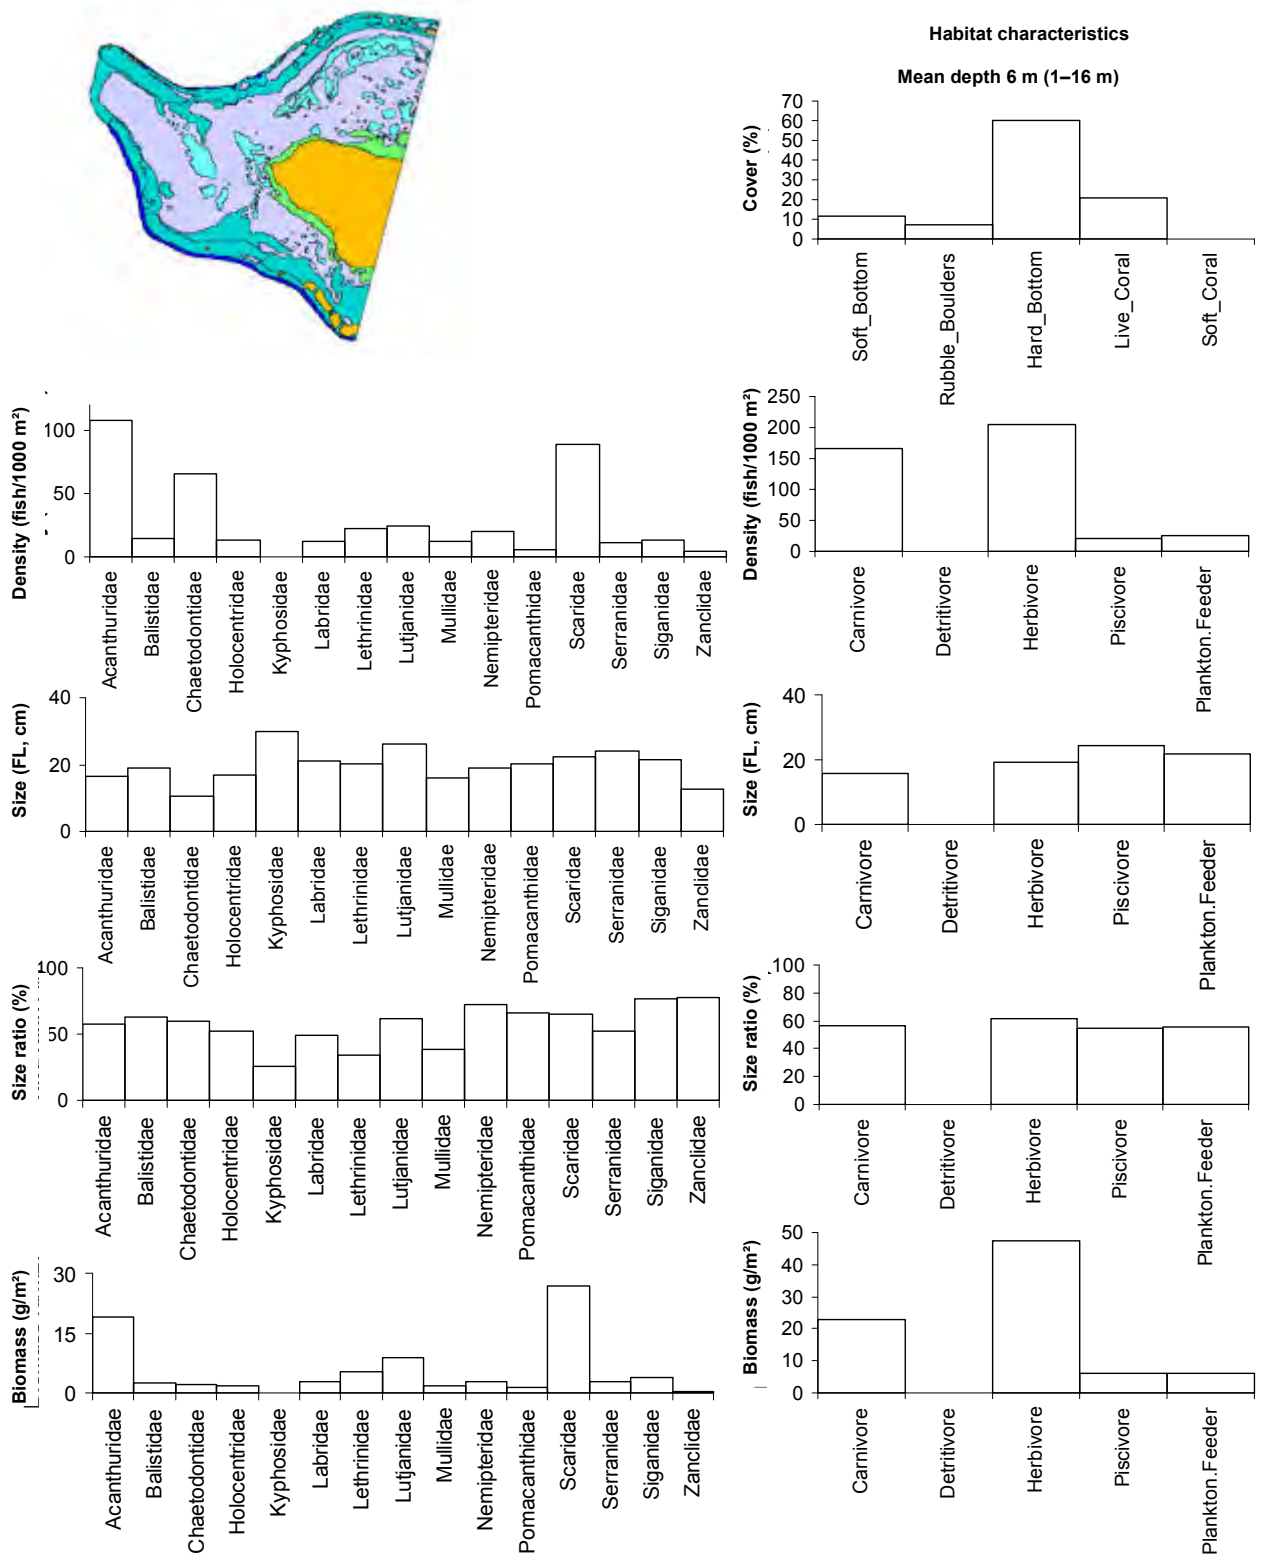 Habitat characteristics
Mean depth 6 m (1–16 m)
Cover (%)
70
60
50
40
30
20
10
0
Soft_Bottom
Rubble_Boulders
Hard_Bottom
Live_Coral
Soft_Coral
Density (fish/1000 m²)
100
50
0
Acanthuridae
Balistidae
Chaetodontidae
Holocentridae
Kyphosidae
Labridae
Lethrinidae
Lutjanidae
Mullidae
Nemipteridae
Pomacanthidae
Scaridae
Serranidae
Siganidae
Zanclidae
Density (fish/1000 m²)
250
200
150
100
50
0
Carnivore
Detritivore
Herbivore
Piscivore
Plankton.Feeder
Size (FL, cm)
40
20
0
Acanthuridae
Balistidae
Chaetodontidae
Holocentridae
Kyphosidae
Labridae
Lethrinidae
Lutjanidae
Mullidae
Nemipteridae
Pomacanthidae
Scaridae
Serranidae
Siganidae
Zanclidae
Size (FL, cm)
40
20
0
Carnivore
Detritivore
Herbivore
Piscivore
Plankton.Feeder
Size ratio (%)
100
50
0
Acanthuridae
Balistidae
Chaetodontidae
Holocentridae
Kyphosidae
Labridae
Lethrinidae
Lutjanidae
Mullidae
Nemipteridae
Pomacanthidae
Scaridae
Serranidae
Siganidae
Zanclidae
Size ratio (%)
100
80
60
40
20
0
Carnivore
Detritivore
Herbivore
Piscivore
Plankton.Feeder
Biomass (g/m²)
30
15
0
Acanthuridae
Balistidae
Chaetodontidae
Holocentridae
Kyphosidae
Labridae
Lethrinidae
Lutjanidae
Mullidae
Nemipteridae
Pomacanthidae
Scaridae
Serranidae
Siganidae
Zanclidae
Biomass (g/m²)
50
40
30
20
10
0
Carnivore
Detritivore
Herbivore
Piscivore
Plankton.Feeder